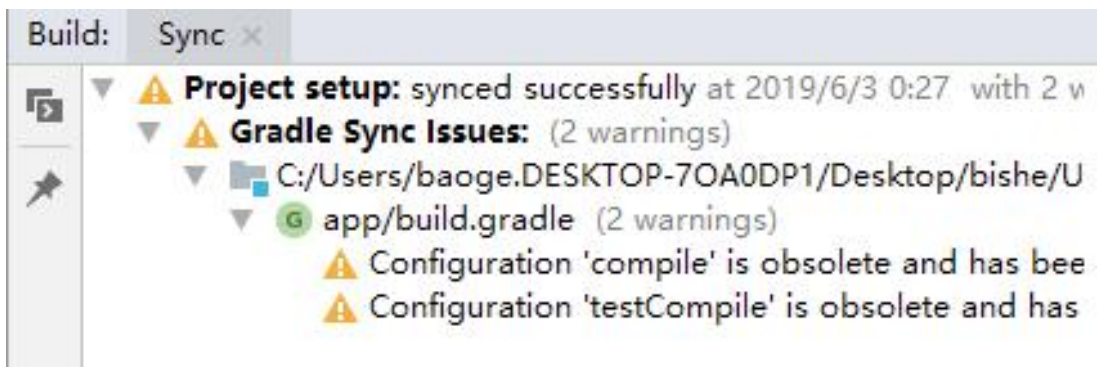 Build: Sync
Project setup: synced successfully at 2019/6/3 0:27 with 2
Gradle Sync Issues: (2 warnings)
C:/Users/baoge.DESKTOP-7OA0DP1/Desktop/bishe/U
G app/build.gradle (2 warnings)
Configuration 'compile' is obsolete and has bee
Configuration 'testCompile' is obsolete and has